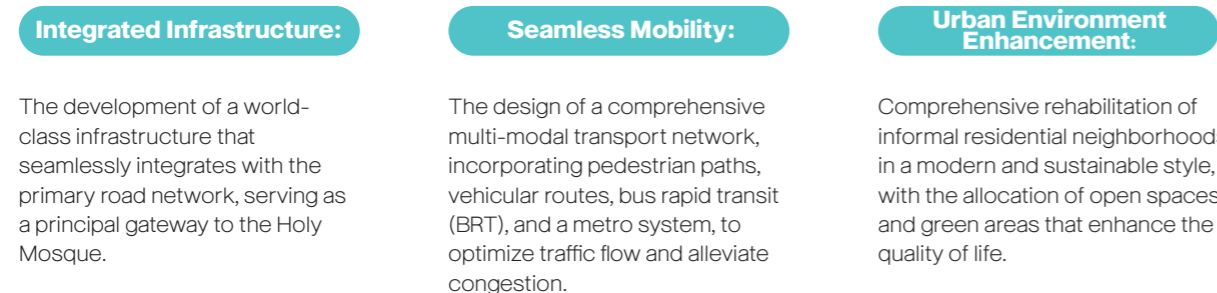 Integrated Infrastructure:
The development of a world-
class infrastructure that
seamlessly integrates with the
primary road network, serving as
a principal gateway to the Holy
Mosque.
Seamless Mobility:
The design of a comprehensive
multi-modal transport network,
incorporating pedestrian paths,
vehicular routes, bus rapid transit
(BRT), and a metro system, to
optimize traffic flow and alleviate
congestion.
Urban Environment
Enhancement:
Comprehensive rehabilitation of
informal residential neighborhoods
in a modern and sustainable style,
with the allocation of open spaces
and green areas that enhance the
quality of life.